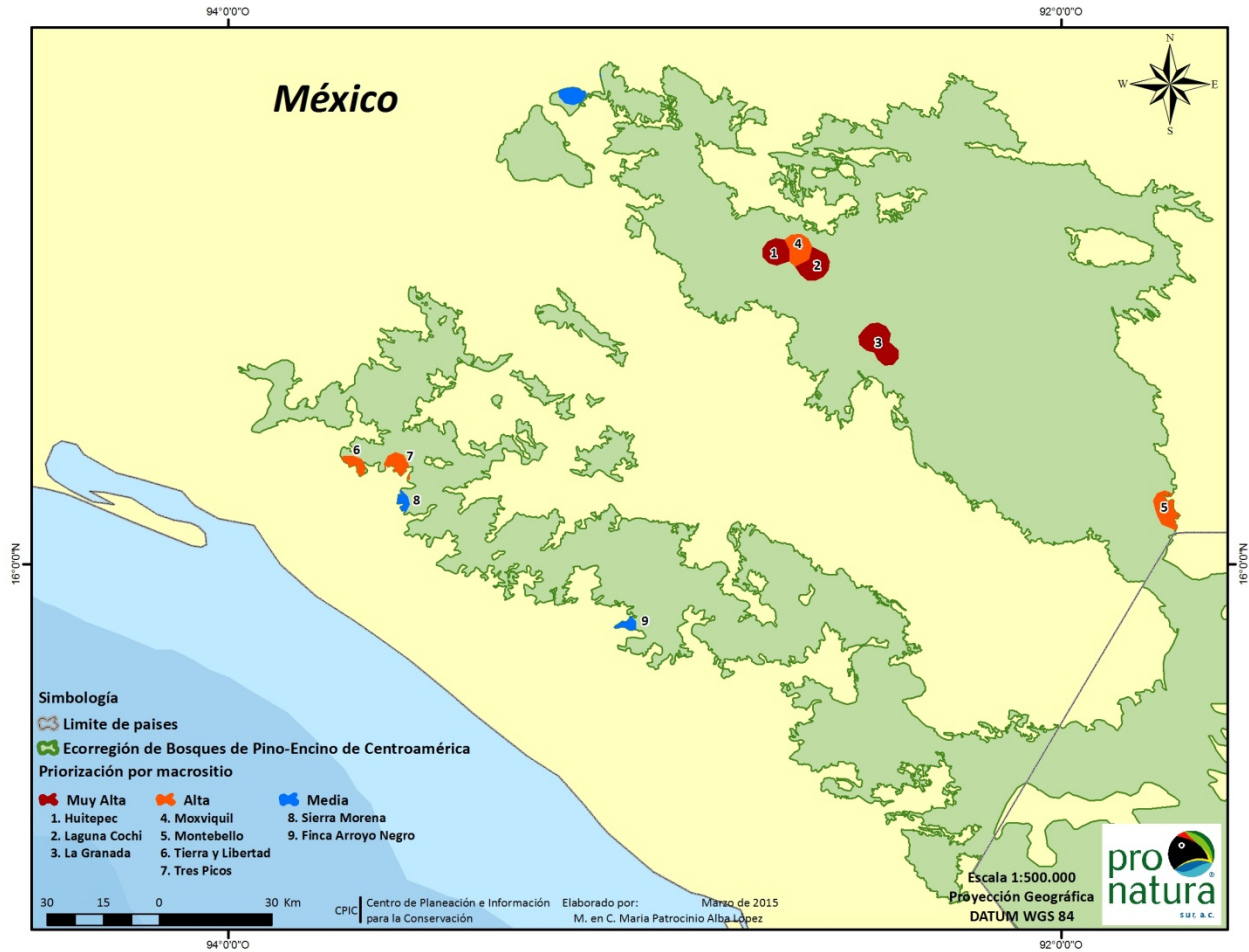 94°0'0"O
92°0'0"O
México
N
W
E
S
1
4
2
3
6
7
8
5
9
16°0'0"N
16°0'0"N
Simbología
Limite de paises
Ecorregión de Bosques de Pino-Encino de Centroamérica
Priorización por macrositio
Muy Alta
1. Huitepec
2. Laguna Cochi
3. La Granada
Alta
4. Moxviquil
5. Montebello
6. Tierra y Libertad
7. Tres Picos
Media
8. Sierra Morena
9. Finca Arroyo Negro
30 15 0 30 Km
CPIC
Centro de Planeación e Información
para la Conservación
Elaborado por:
Marzo de 2015
M. en C. Maria Patrocinio Alba López
Escala 1:500.000
Proyección Geográfica
DATUM WGS 84
pro
natura
®
sur, a.c.
94°0'0"O
92°0'0"O